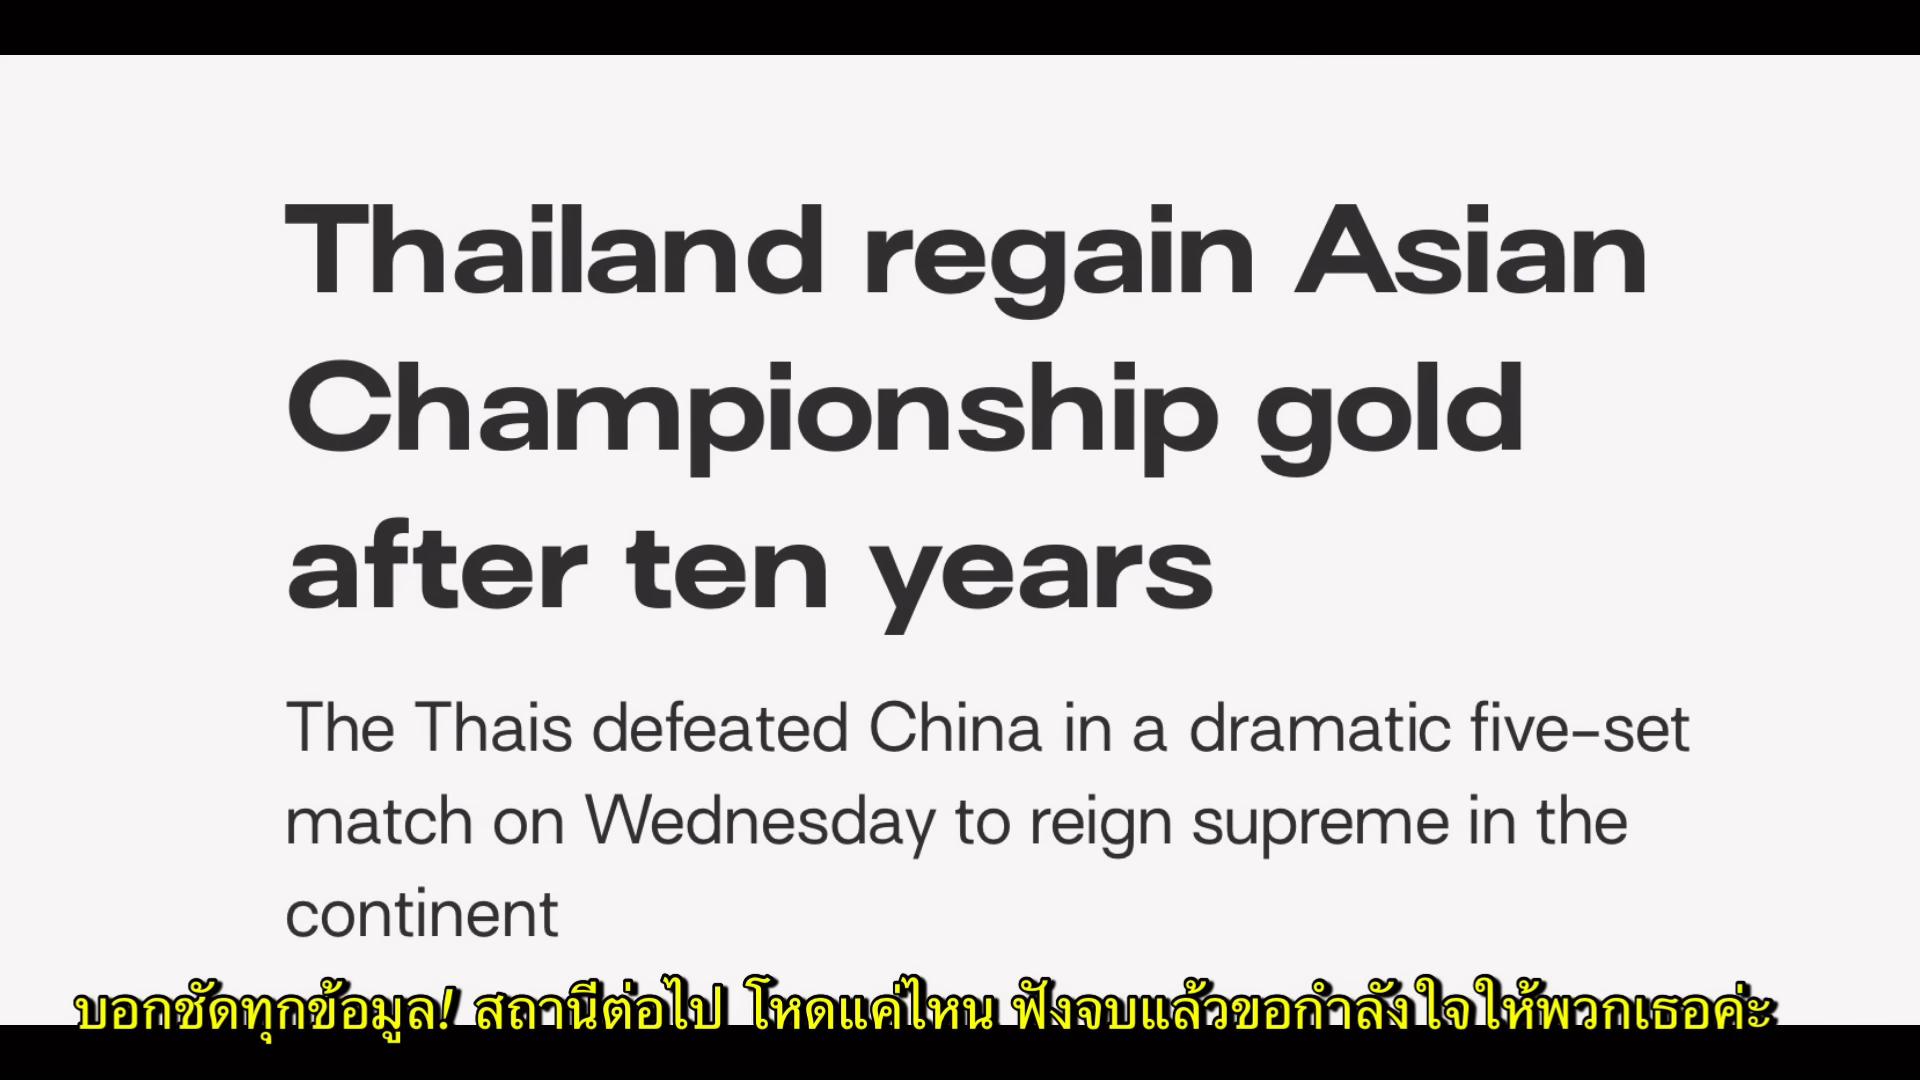 Thailand regain Asian
Championship gold
after ten years
The Thais defeated China in a dramatic five-set
match on Wednesday to reign supreme in the
continent
บอกชัดทุกข้อมูล! สถานีต่อไป โหดแค่ไหน ฟังจบแล้วขอกำลังใจให้พวกเธอค่ะ